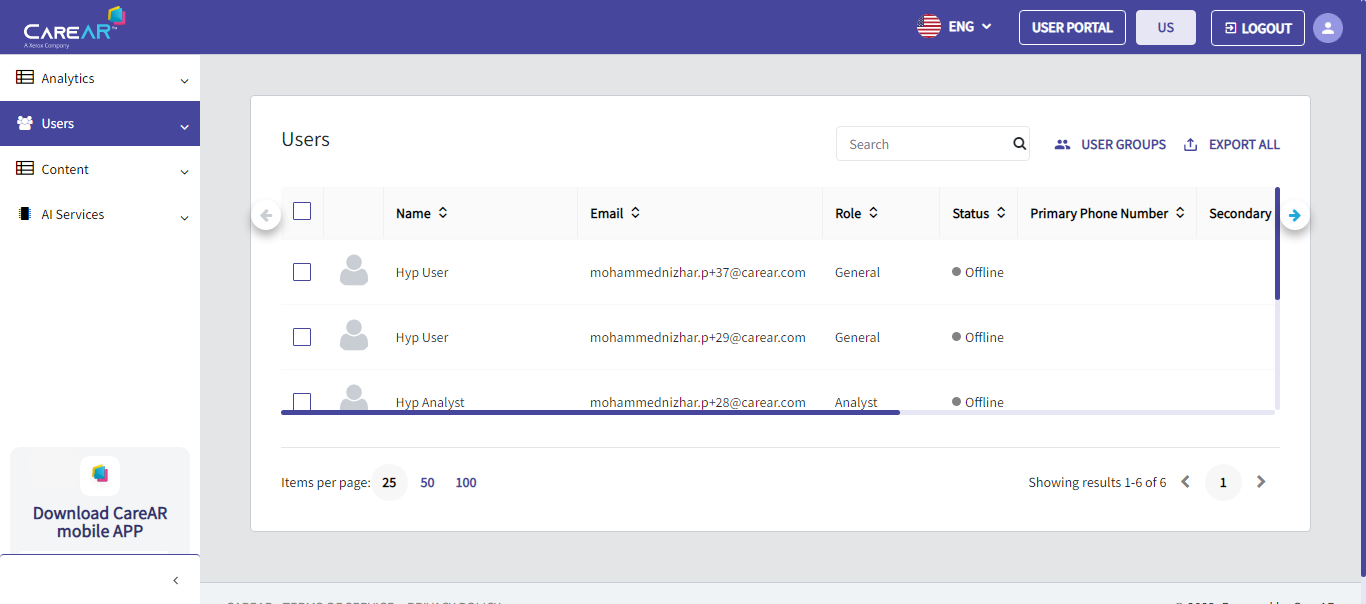 CAREAR™
A Xerox Company
ENG
USER PORTAL
US
LOGOUT
Analytics
Users
Content
AI Services
Download CareAR
mobile APP
Users
Search
USER GROUPS
EXPORT ALL
Name Email Role Status Primary Phone Number Secondary
Hyp User mohammednizhar.p+37@carear.com General Offline
Hyp User mohammednizhar.p+29@carear.com General Offline
Hyp Analyst mohammednizhar.p+28@carear.com Analyst Offline
Items per page: 25 50 100
Showing results 1-6 of 6 1